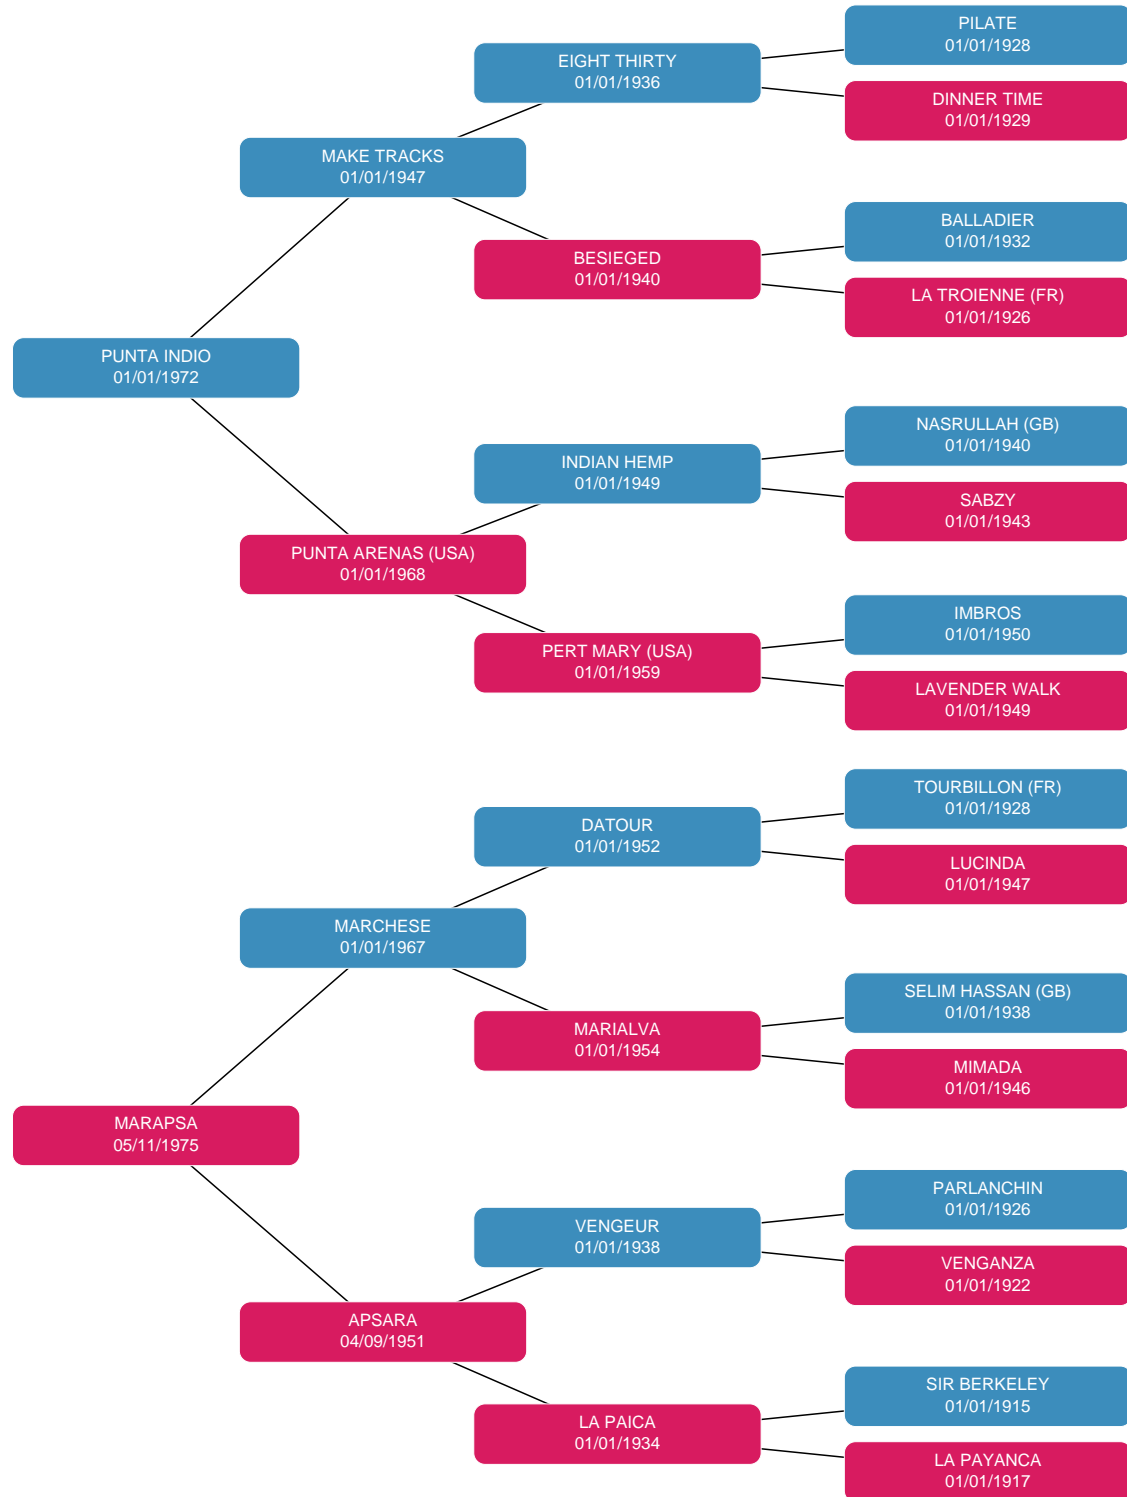 PILATE
01/01/1928
EIGHT THIRTY
01/01/1936
DINNER TIME
01/01/1929
MAKE TRACKS
01/01/1947
BALLADIER
01/01/1932
BESIEGED
01/01/1940
LA TROIENNE (FR)
01/01/1926
PUNTA INDIO
01/01/1972
NASRULLAH (GB)
01/01/1940
INDIAN HEMP
01/01/1949
SABZY
01/01/1943
PUNTA ARENAS (USA)
01/01/1968
IMBROS
01/01/1950
PERT MARY (USA)
01/01/1959
LAVENDER WALK
01/01/1949
TOURBILLON (FR)
01/01/1928
DATOUR
01/01/1952
LUCINDA
01/01/1947
MARCHESE
01/01/1967
SELIM HASSAN (GB)
01/01/1938
MARIALVA
01/01/1954
MIMADA
01/01/1946
MARAPSA
05/11/1975
PARLANCHIN
01/01/1926
VENGEUR
01/01/1938
VENGANZA
01/01/1922
APSARA
04/09/1951
SIR BERKELEY
01/01/1915
LA PAICA
01/01/1934
LA PAYANCA
01/01/1917